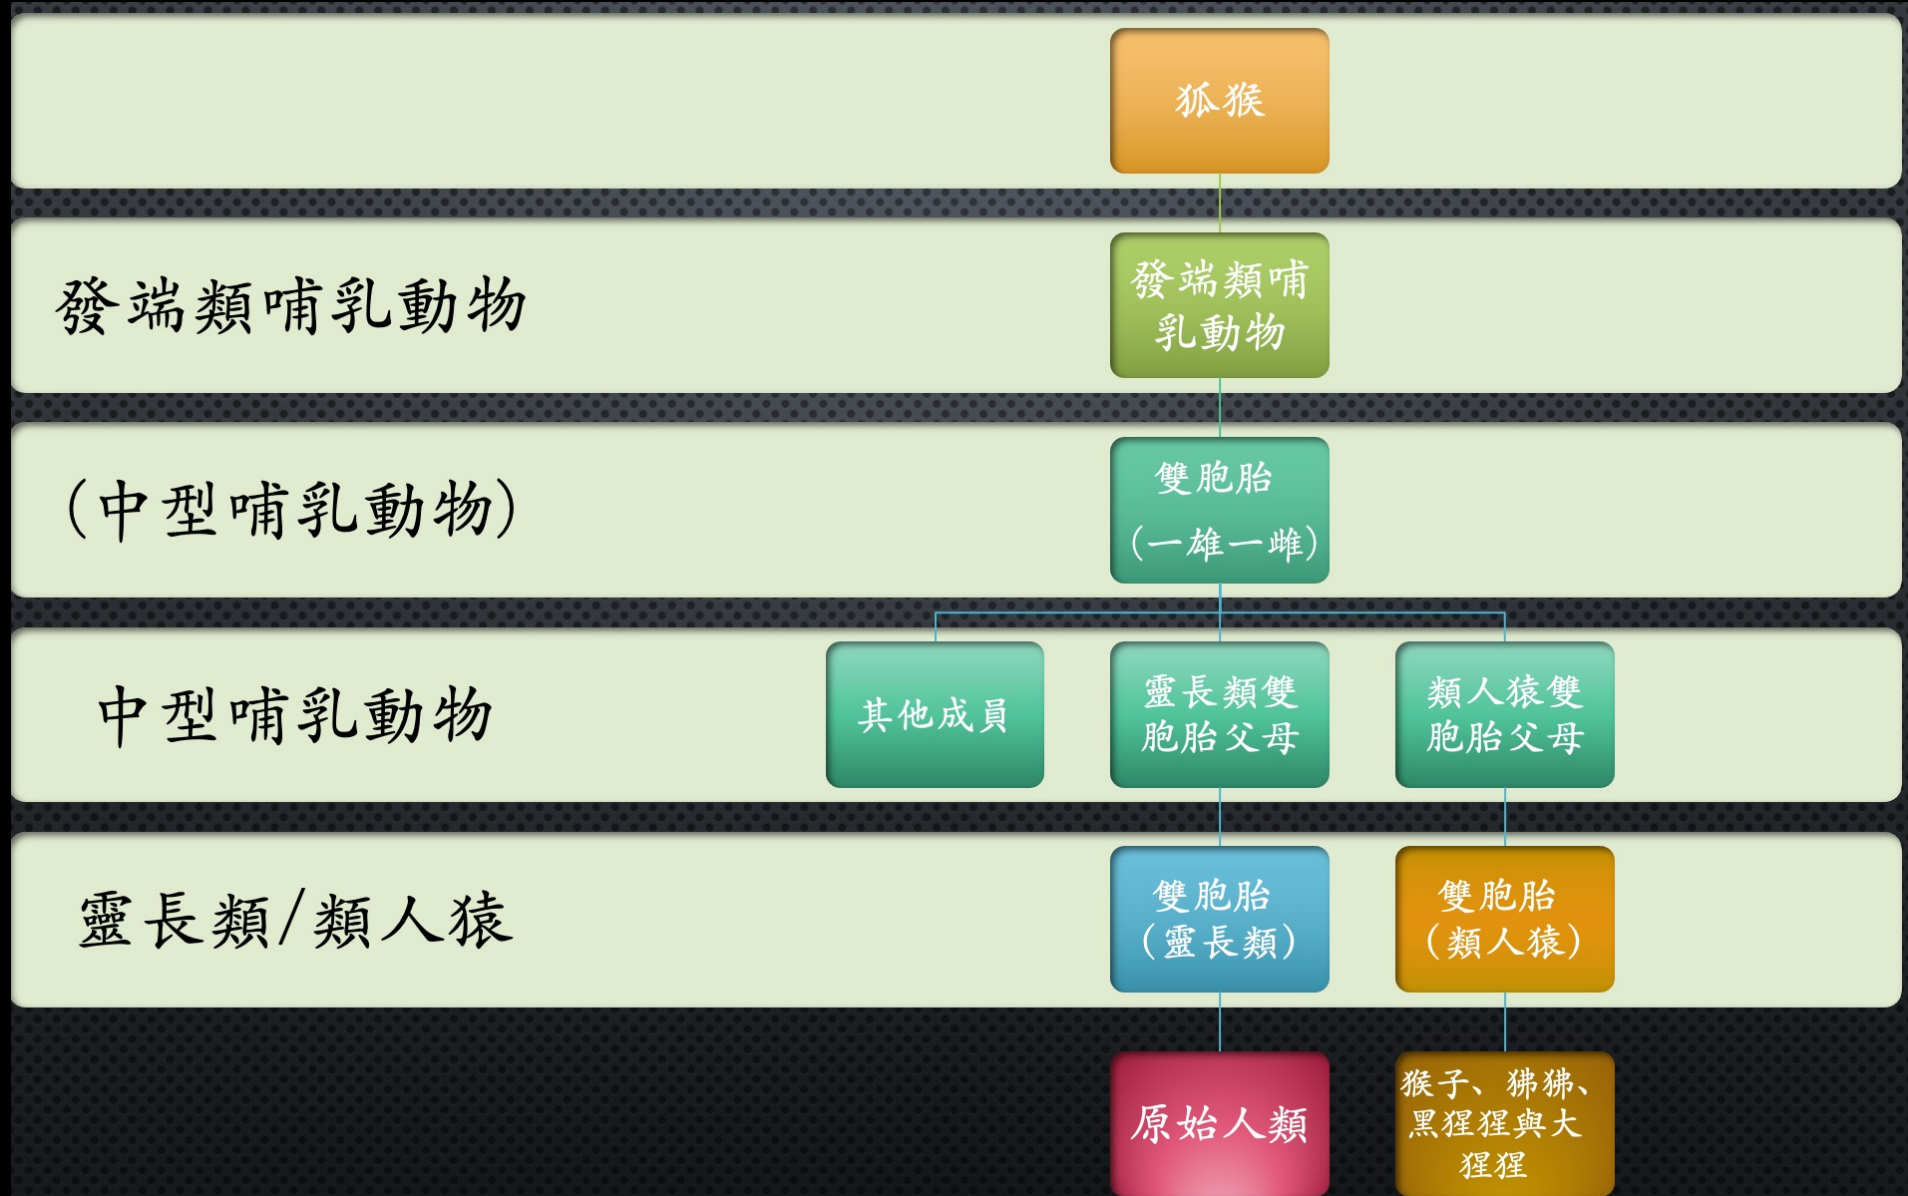 狐猴
發端類哺乳動物
發端類哺
乳動物
(中型哺乳動物)
雙胞胎
(一雄一雌)
中型哺乳動物
其他成員
靈長類雙
胞胎父母
類人猿雙
胞胎父母
靈長類/類人猿
雙胞胎
(靈長類)
雙胞胎
(類人猿)
原始人類
猴子、狒狒、
黑猩猩與大
猩猩